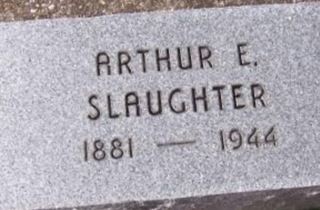 ARTHUR E.
SLAUGHTER
1881 — 1944